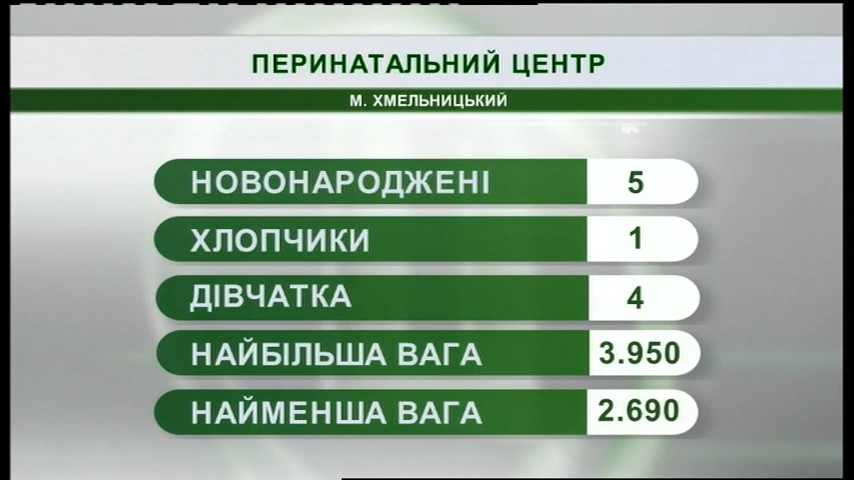 ПЕРИНАТАЛЬНИЙ ЦЕНТР
М. ХМЕЛЬНИЦЬКИЙ
НОВОНАРОДЖЕНІ 5
ХЛОПЧИКИ 1
ДІВЧАТКА 4
НАЙБІЛЬША ВАГА 3.950
НАЙМЕНША ВАГА 2.690